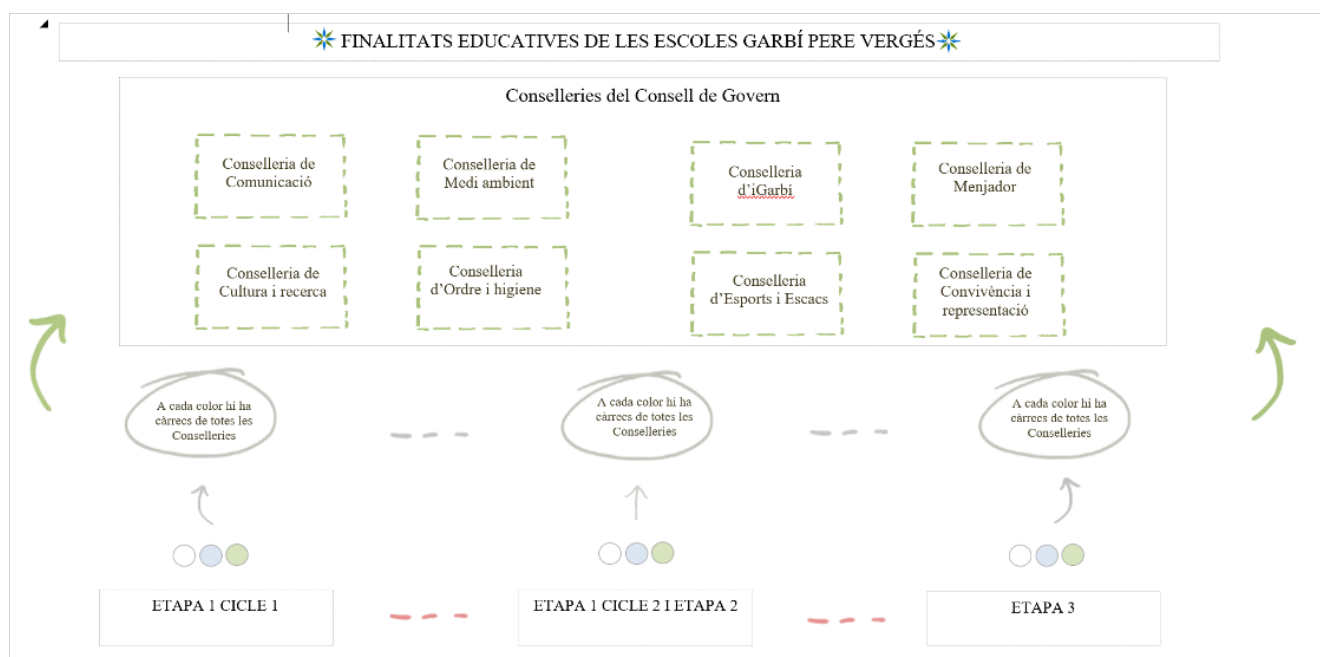 FINALITATS EDUCATIVES DE LES ESCOLES GARBÍ PERE VERGÉS
Conselleries del Consell de Govern
Conselleria de
Comunicació
Conselleria de
Medi ambient
Conselleria
d'iGarbí
Conselleria de
Menjador
Conselleria de
Cultura i recerca
Conselleria
d'Ordre i higiene
Conselleria
d'Esports i Escacs
Conselleria de
Convivència i
representació
A cada color hi ha
càrrecs de totes les
Conselleries
A cada color hi ha
càrrecs de totes les
Conselleries
A cada color hi ha
càrrecs de totes les
Conselleries
ETAPA 1 CICLE 1
ETAPA 1 CICLE 2 I ETAPA 2
ETAPA 3